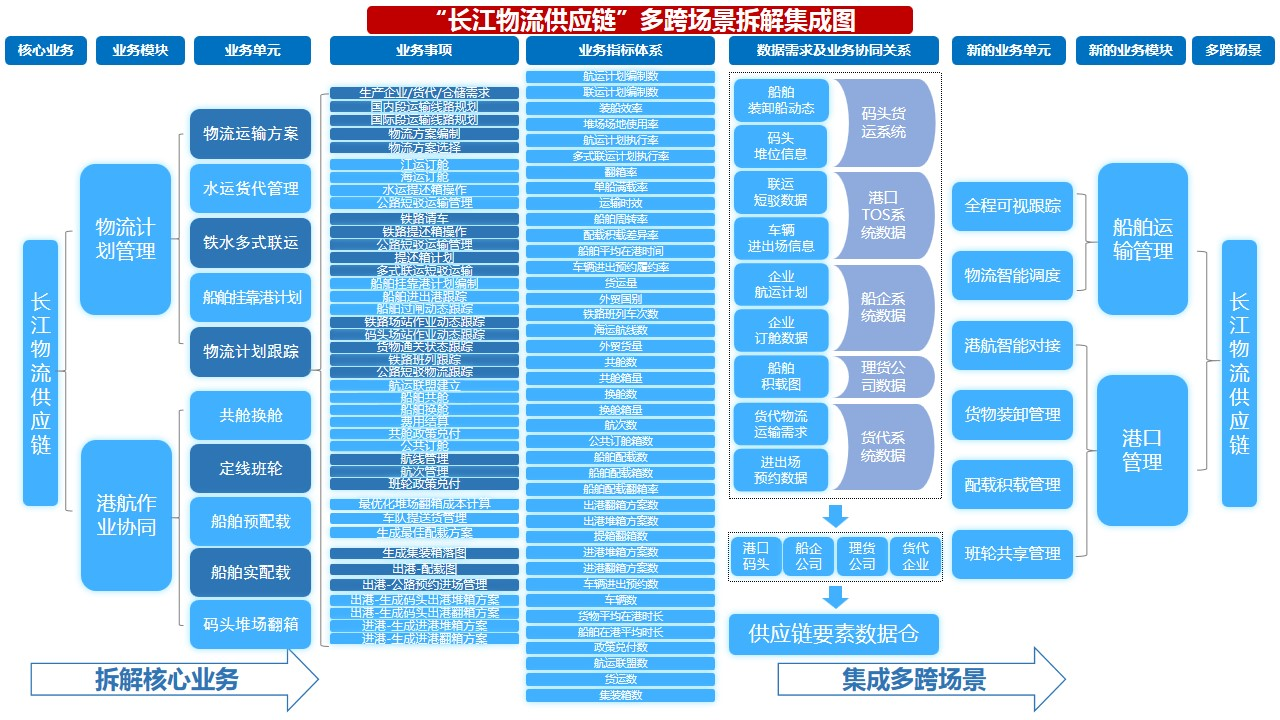 “长江物流供应链”多跨场景拆解集成图
核心业务
业务模块
业务单元
业务事项
业务指标体系
数据需求及业务协同关系
新的业务单元
新的业务模块
多跨场景
长江物流供应链
物流计
划管理
港航作
业协同
物流运输方案
水运货代管理
铁水多式联运
船舶挂靠港计划
物流计划跟踪
共舱换舱
定线班轮
船舶预配载
船舶实配载
码头堆场翻箱
生产企业/货代/仓储需求
国内段运输线路规划
国际段运输线路规划
物流方案编制
物流方案选择
江运订舱
海运订舱
水运提还箱操作
公路短驳运输管理
铁路请车
铁路提还箱操作
公路短驳运输管理
提还箱计划
多式联运短驳运输
船舶挂靠港计划编制
船舶进出港跟踪
船舶过闸动态跟踪
铁路场站作业动态跟踪
码头场站作业动态跟踪
货物通关状态跟踪
铁路班列跟踪
公路短驳物流跟踪
航运联盟建立
船舶共舱
船舶换舱
费用结算
共舱政策兑付
公共订舱
航线管理
航次管理
班轮政策兑付
最优化堆场翻箱成本计算
车队提送货管理
生成最佳配载方案
生成集装箱落图
出港-配载图
出港-公路预约进场管理
出港-生成码头出港堆箱方案
出港-生成码头出港翻箱方案
进港-生成进港堆箱方案
进港-生成进港翻箱方案
航运计划编制数
联运计划编制数
装船效率
堆场场地使用率
航运计划执行率
多式联运计划执行率
翻箱率
单船满载率
运输时效
船舶周转率
配载积载差异率
船舶平均在港时间
车辆进出预约履约率
货运量
外贸国别
铁路班列车次数
海运航线数
外贸货量
共舱数
共舱箱量
换舱数
换舱箱量
航次数
公共订舱箱数
船舶配载数
船舶配载箱数
船舶配载翻箱率
出港翻箱方案数
出港堆箱方案数
提箱翻箱数
进港堆箱方案数
进港翻箱方案数
车辆进出预约数
车辆数
货物平均在港时长
船舶在港平均时长
政策兑付数
航运联盟数
货运数
集装箱数
船舶
装卸船动态
码头
堆位信息
联运
短驳数据
车辆
进出场信息
企业
航运计划
企业
订舱数据
船舶
积载图
货代物流
运输需求
进出场
预约数据
码头货
运系统
港口
TOS系
统数据
船企系
统数据
理货公
司数据
货代系
统数据
港口
码头
船企
公司
理货
公司
货代
企业
供应链要素数据仓
全程可视跟踪
物流智能调度
港航智能对接
货物装卸管理
配载积载管理
班轮共享管理
船舶运
输管理
港口
管理
长江物流供应链
拆解核心业务
集成多跨场景